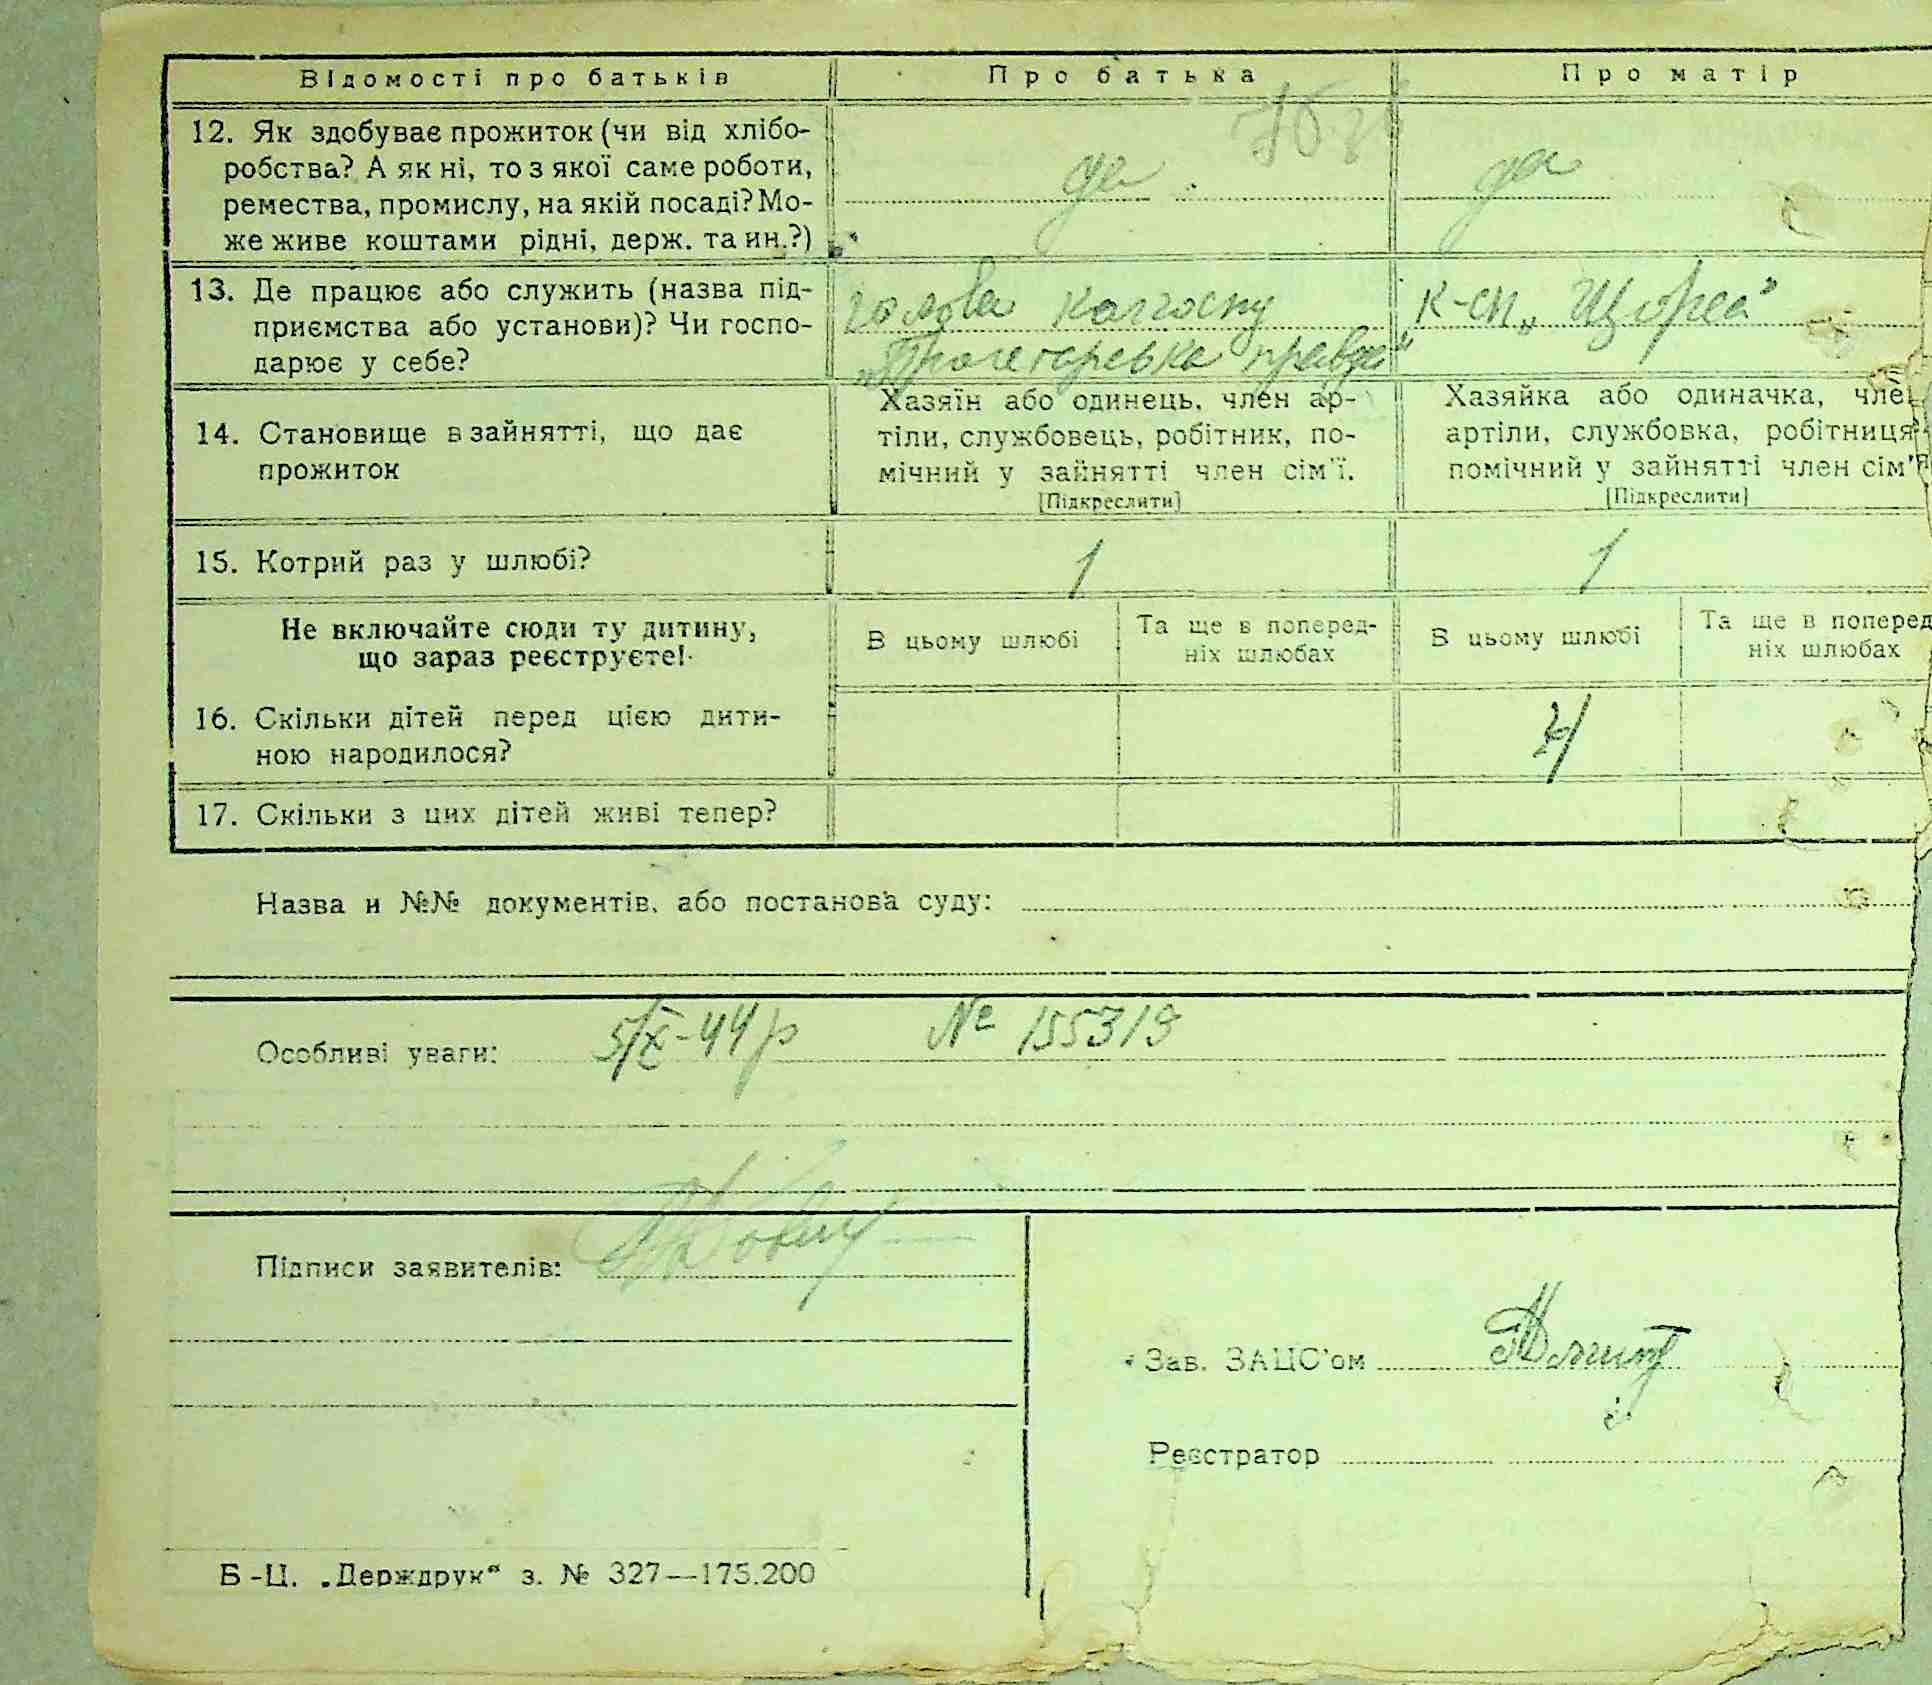 Відомості про батьків
Про батька
Про матір
12. Як здобуває прожиток (чи від хлібо-
робства? А як ні, то з якої саме роботи,
ремества, промислу, на якій посаді? Мо-
же живе коштами рідні, держ. та ин.?)
да
да
13. Де працює або служить (назва під-
приємства або установи)? Чи госпо-
дарює у себе?
голова колгоспу
„Пролетарська правда"
к-сп „Щорса"
14. Становище в зайнятті, що дає
прожиток
Хазяїн або одинець, член ар-
тіли, службовець, робітник, по-
мічний у зайнятті член сім'ї.
[Підкреслити]
Хазяйка або одиначка, член
артіли, службовка, робітниця,
помічний у зайнятті член сім'ї
[Підкреслити]
15. Котрий раз у шлюбі?
1
1
Не включайте сюди ту дитину,
що зараз реєструєте!
В цьому шлюбі
Та ще в поперед-
ніх шлюбах
В цьому шлюбі
Та ще в поперед
ніх шлюбах
16. Скільки дітей перед цією дити-
ною народилося?
4
17. Скільки з цих дітей живі тепер?
Назва и №№ документів, або постанова суду:
Особливі уваги: 5/X-44р № 155319
Підписи заявителів:
Зав. ЗАЦС'ом
Реєстратор
Б-Ц. „Держдрук“ з. № 327—175.200